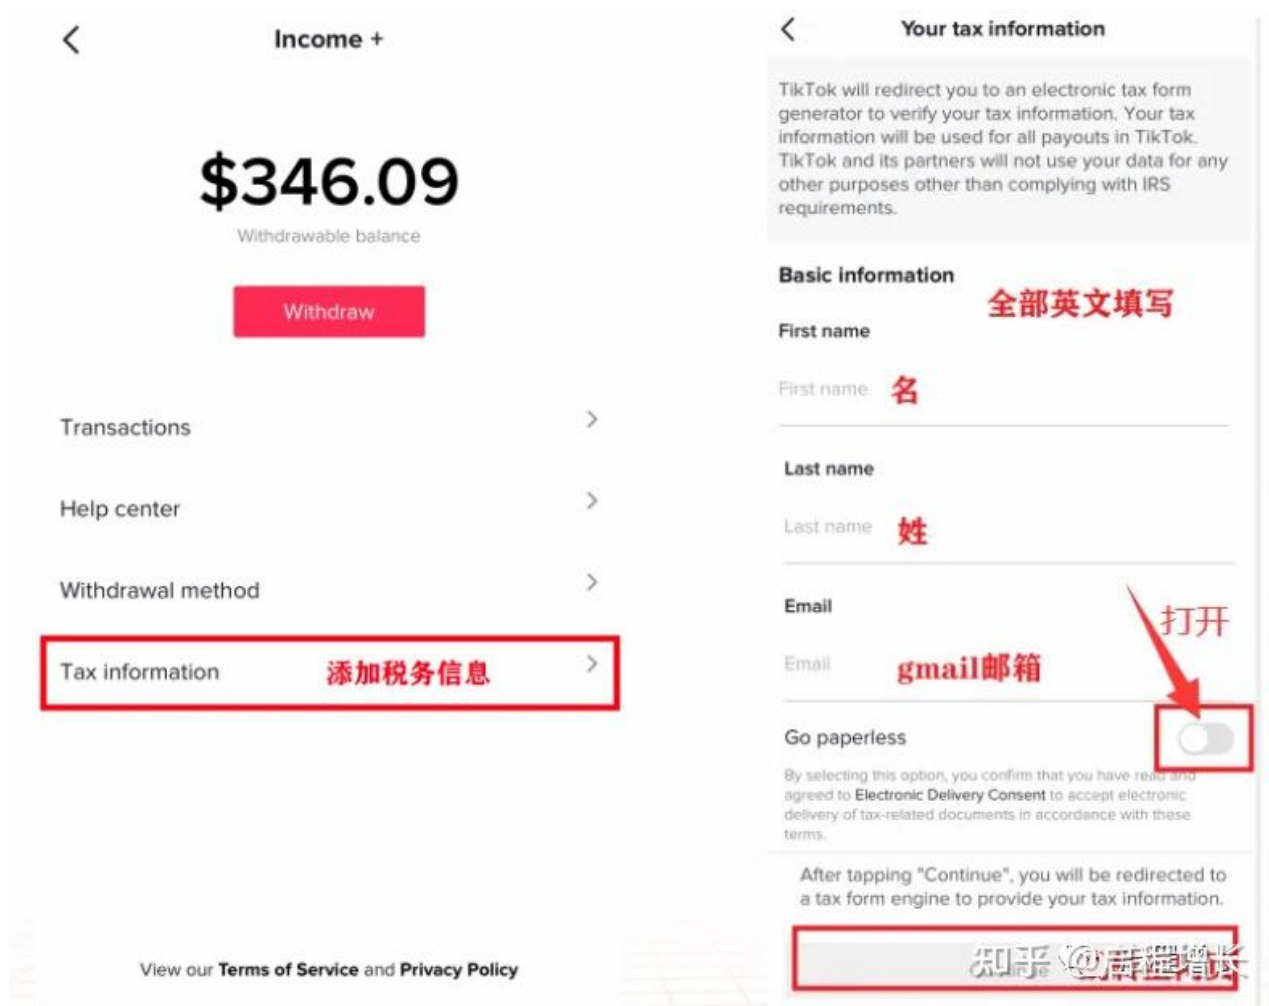 Income +
$346.09
Withdrawable balance
Withdraw
Transactions
Help center
Withdrawal method
Tax information 添加税务信息
View our Terms of Service and Privacy Policy
Your tax information
TikTok will redirect you to an electronic tax form
generator to verify your tax information. Your tax
information will be used for all payouts in TikTok.
TikTok and its partners will not use your data for any
other purposes other than complying with IRS
requirements.
Basic information
全部英文填写
First name
First name 名
Last name
Last name 姓
Email
打开
Email gmail邮箱
Go paperless
By selecting this option, you confirm that you have read and
agreed to Electronic Delivery Consent to accept electronic
delivery of tax-related documents in accordance with these
terms.
After tapping "Continue", you will be redirected to
a tax form engine to provide your tax information.
知乎 @启程增长